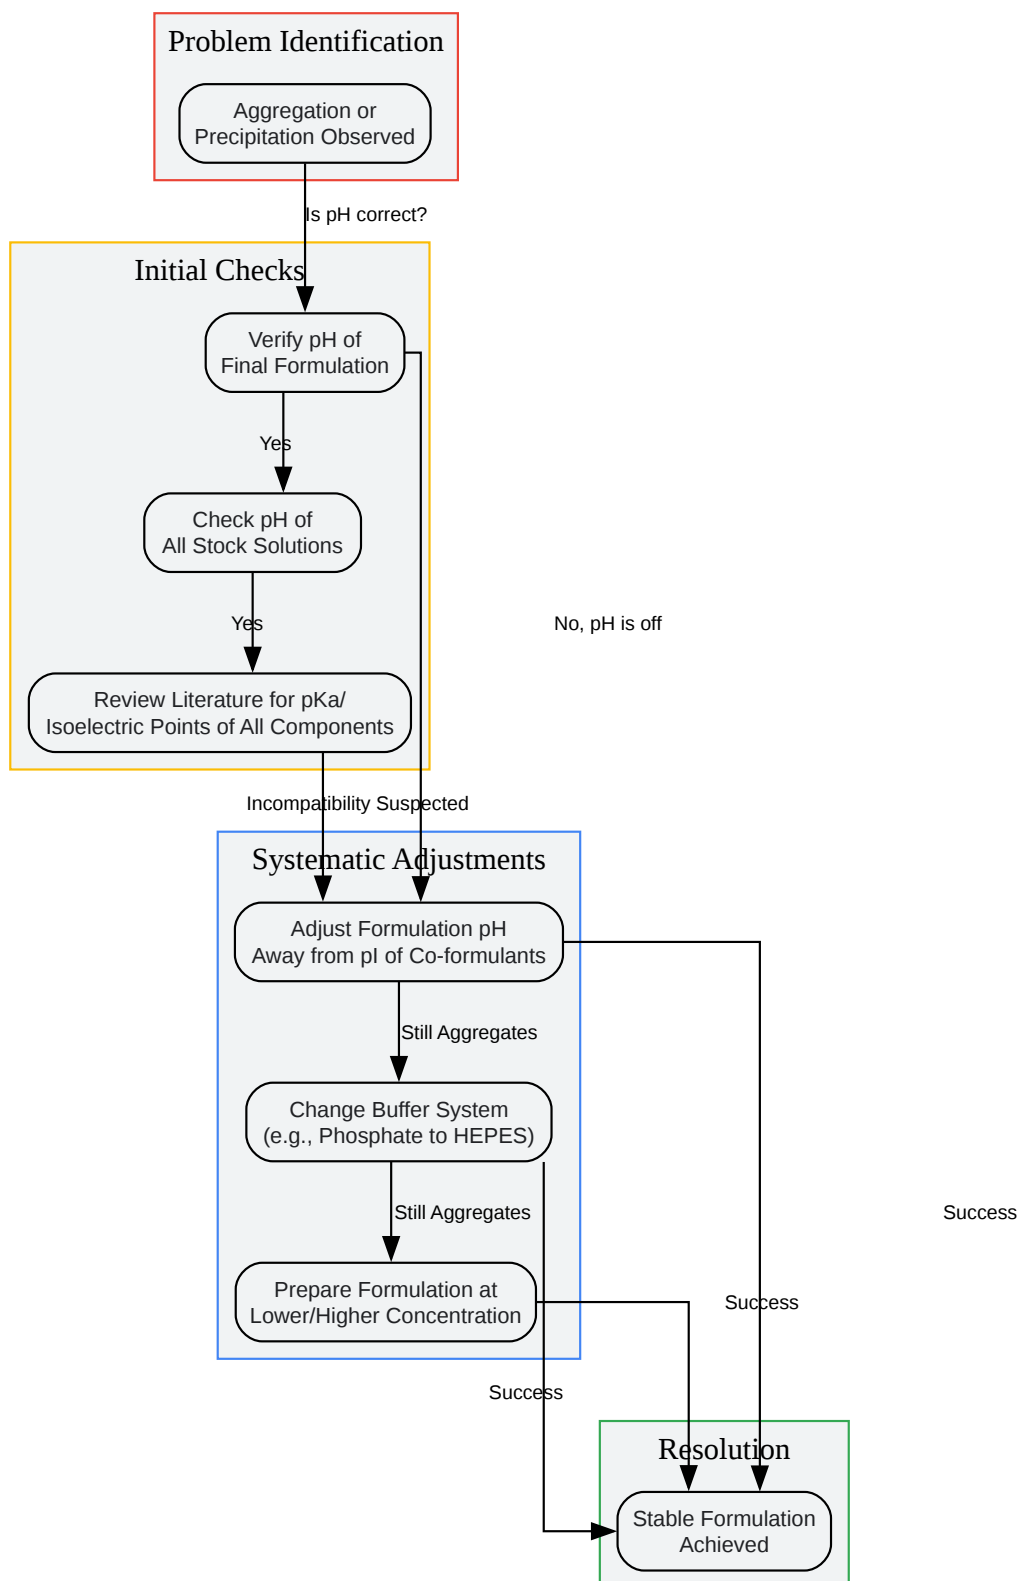 Problem Identification
Aggregation or
Precipitation Observed
Is pH correct?
Initial Checks
Verify pH of
Final Formulation
Yes
Check pH of
All Stock Solutions
Yes
No, pH is off
Review Literature for pKa/
Isoelectric Points of All Components
Incompatibility Suspected
Systematic Adjustments
Adjust Formulation pH
Away from pI of Co-formulants
Still Aggregates
Change Buffer System
(e.g., Phosphate to HEPES)
Still Aggregates
Success
Prepare Formulation at
Lower/Higher Concentration
Success
Success
Resolution
Stable Formulation
Achieved